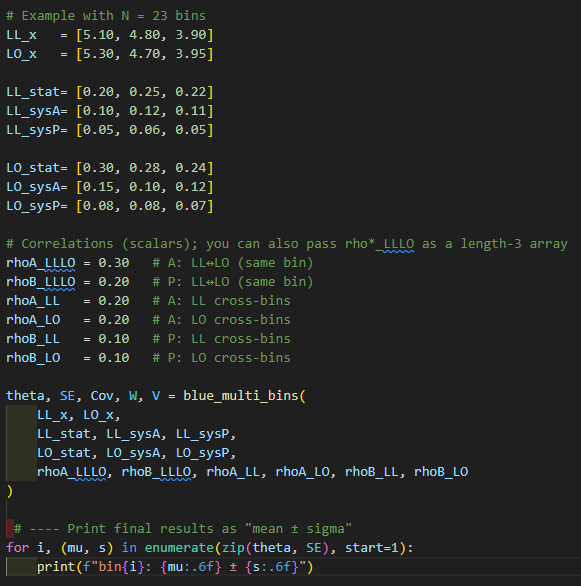 # Example with N = 23 bins
LL_x   = [5.10, 4.80, 3.90]
LO_x   = [5.30, 4.70, 3.95]
LL_stat= [0.20, 0.25, 0.22]
LL_sysA= [0.10, 0.12, 0.11]
LL_sysP= [0.05, 0.06, 0.05]
LO_stat= [0.30, 0.28, 0.24]
LO_sysA= [0.15, 0.10, 0.12]
LO_sysP= [0.08, 0.08, 0.07]
# Correlations (scalars); you can also pass rho*_LLLO as a length-3 array
rhoA_LLLO = 0.30   # A: LL↔LO (same bin)
rhoB_LLLO = 0.20   # P: LL↔LO (same bin)
rhoA_LL   = 0.20   # A: LL cross-bins
rhoA_LO   = 0.20   # A: LO cross-bins
rhoB_LL   = 0.10   # P: LL cross-bins
rhoB_LO   = 0.10   # P: LO cross-bins
theta, SE, Cov, W, V = blue_multi_bins(
    LL_x, LO_x,
    LL_stat, LL_sysA, LL_sysP,
    LO_stat, LO_sysA, LO_sysP,
    rhoA_LLLO, rhoB_LLLO, rhoA_LL, rhoA_LO, rhoB_LL, rhoB_LO
)
 # ---- Print final results as "mean ± sigma"
for i, (mu, s) in enumerate(zip(theta, SE), start=1):
    print(f"bin{i}: {mu:.6f} ± {s:.6f}")